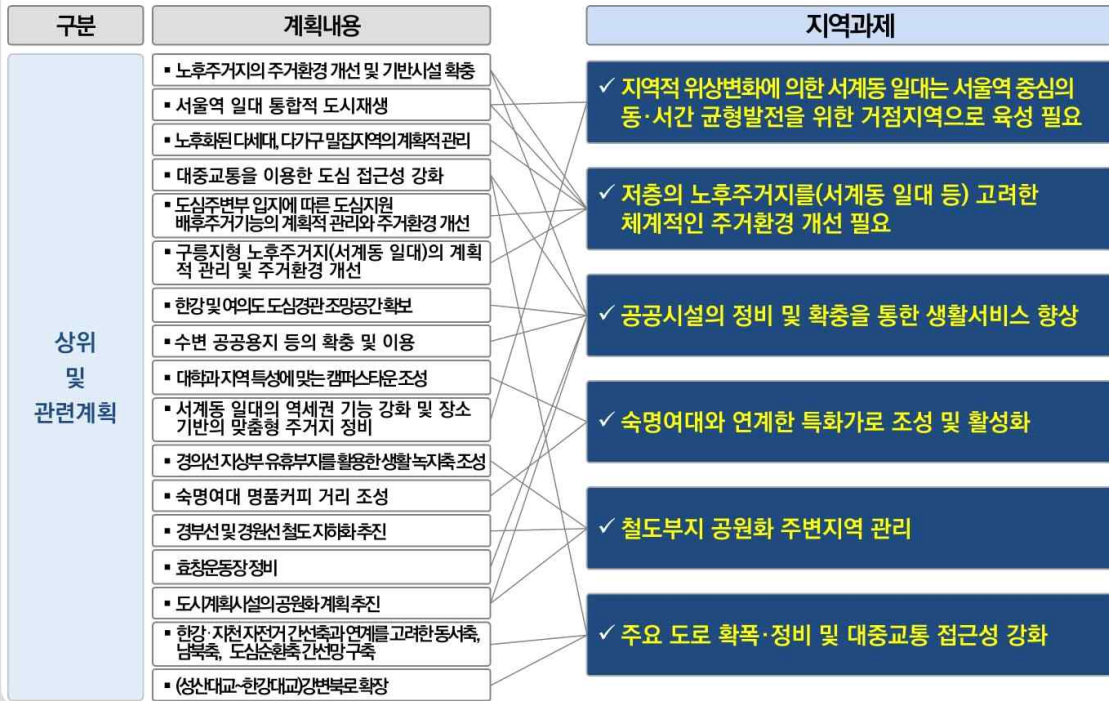 구분
계획내용
지역과제
상위
및
관련계획
▪ 노후주거지의 주거환경 개선 및 기반시설 확충
▪ 서울역 일대 통합적 도시재생
▪ 노후화된 다세대, 다가구 밀집지역의 계획적 관리
▪ 대중교통을 이용한 도심 접근성 강화
▪ 도심주변부 입지에 따른 도심지원
배후주거기능의 계획적 관리와 주거환경 개선
▪ 구릉지형 노후주거지(서계동 일대)의 계획
적 관리 및 주거환경 개선
▪ 한강 및 여의도 도심경관 조망공간 확보
▪ 수변 공공용지 등의 확충 및 이용
▪ 대학과 지역 특성에 맞는 캠퍼스타운 조성
▪ 서계동 일대의 역세권 기능 강화 및 장소
기반의 맞춤형 주거지 정비
▪ 경의선 지상부 유휴부지를 활용한 생활 녹지축 조성
▪ 숙명여대 명품커피 거리 조성
▪ 경부선 및 경원선 철도 지하화 추진
▪ 효창운동장 정비
▪ 도시계획시설의 공원화 계획 추진
▪ 한강·지천 자전거 간선축과 연계를 고려한 동서축,
남북축, 도심순환축 간선망 구축
▪ (성산대교~한강대교)강변북로 확장
✓ 지역적 위상변화에 의한 서계동 일대는 서울역 중심의
동·서간 균형발전을 위한 거점지역으로 육성 필요
✓ 저층의 노후주거지를(서계동 일대 등) 고려한
체계적인 주거환경 개선 필요
✓ 공공시설의 정비 및 확충을 통한 생활서비스 향상
✓ 숙명여대와 연계한 특화가로 조성 및 활성화
✓ 철도부지 공원화 주변지역 관리
✓ 주요 도로 확폭·정비 및 대중교통 접근성 강화